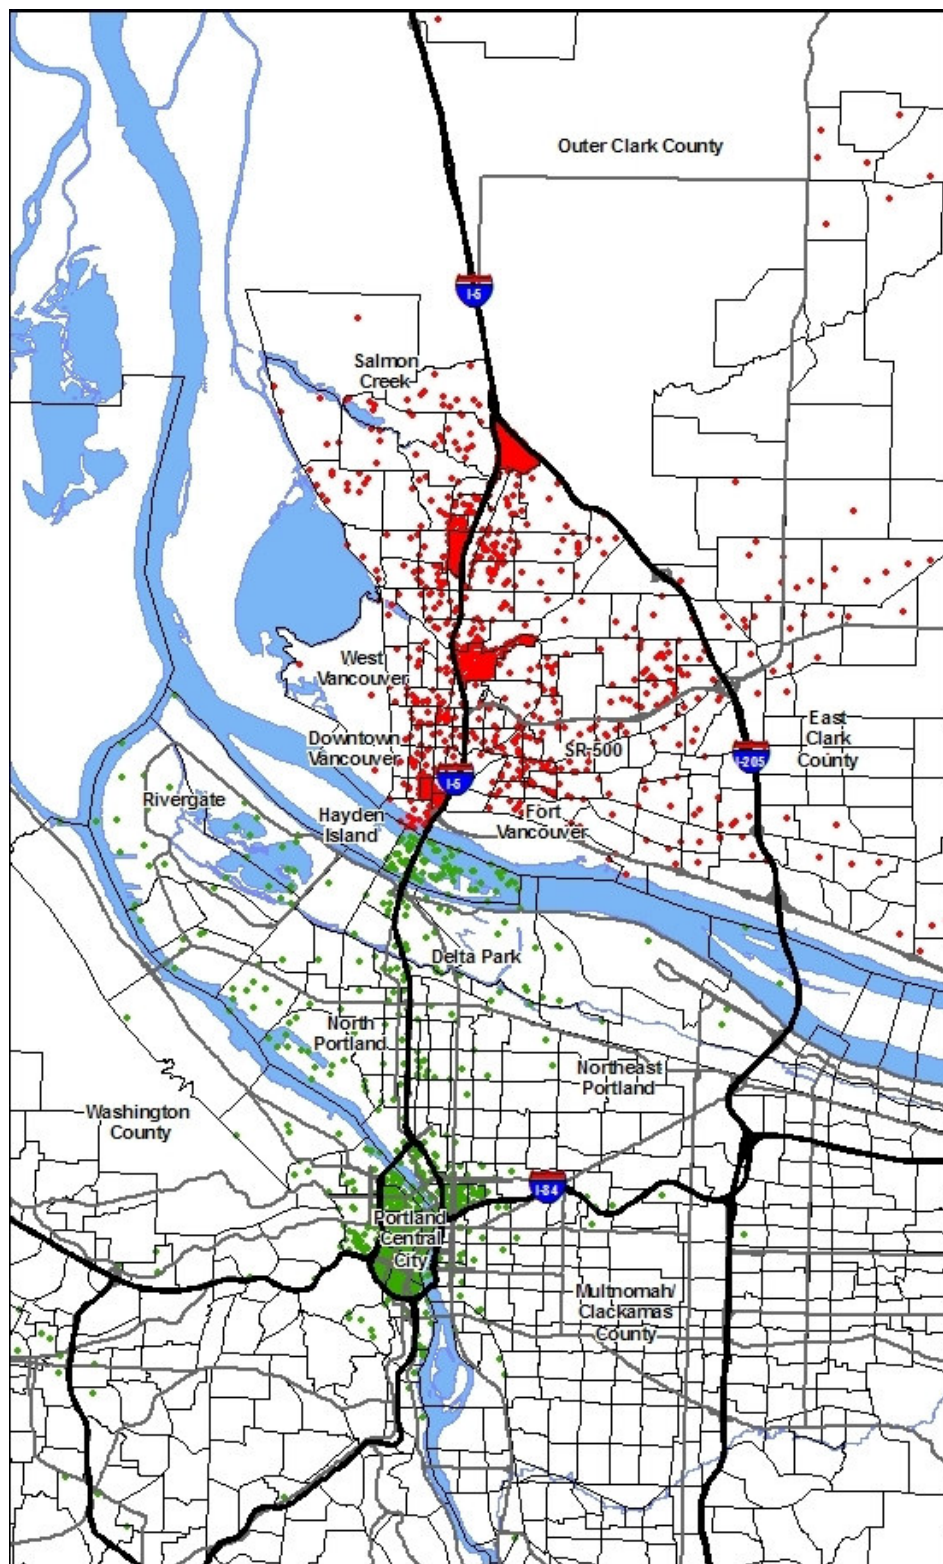 Outer Clark County
I-5
Salmon
Creek
West
Vancouver
Downtown
Vancouver
SR-500
East
Clark
County
I-205
I-5
Rivergate
Hayden
Island
Fort
Vancouver
Delta Park
North
Portland
Northeast
Portland
Washington
County
I-84
Portland
Central
City
Multnomah/
Clackamas
County